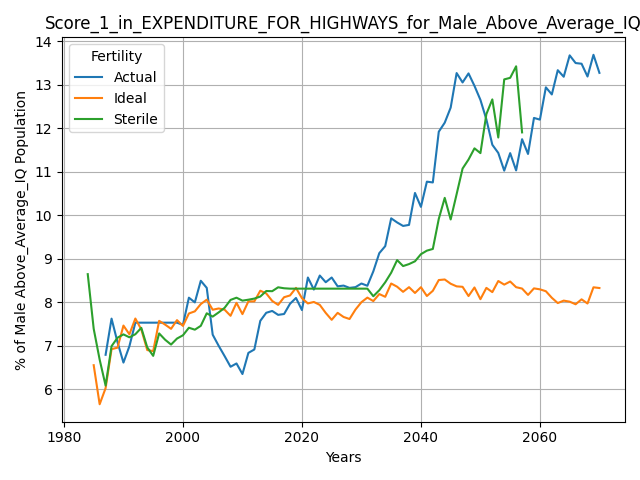 Score_1_in_EXPENDITURE_FOR_HIGHWAYS_for_Male_Above_Average_IQ
Fertility
Actual
Ideal
Sterile
% of Male Above_Average_IQ Population
14
13
12
11
10
9
8
7
6
1980 2000 2020 2040 2060
Years